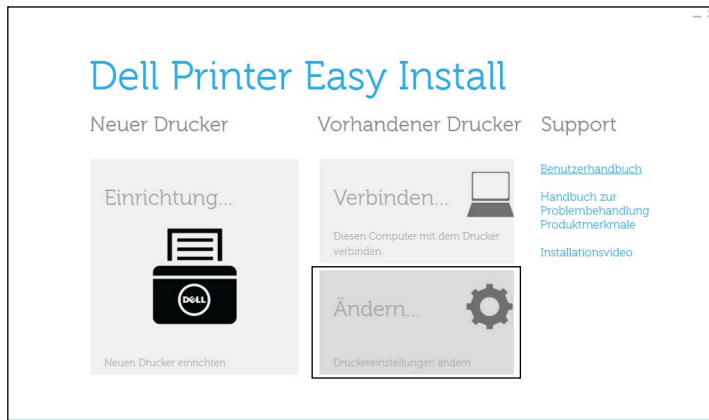 Dell Printer Easy Install
Neuer Drucker
Vorhandener Drucker
Support
Einrichtung...
DELL
Neuen Drucker einrichten
Verbinden...
Diesen Computer mit dem Drucker
verbinden
Ändern...
Druckereinstellungen ändern
Benutzerhandbuch
Handbuch zur
Problembehandlung
Produktmerkmale
Installationsvideo